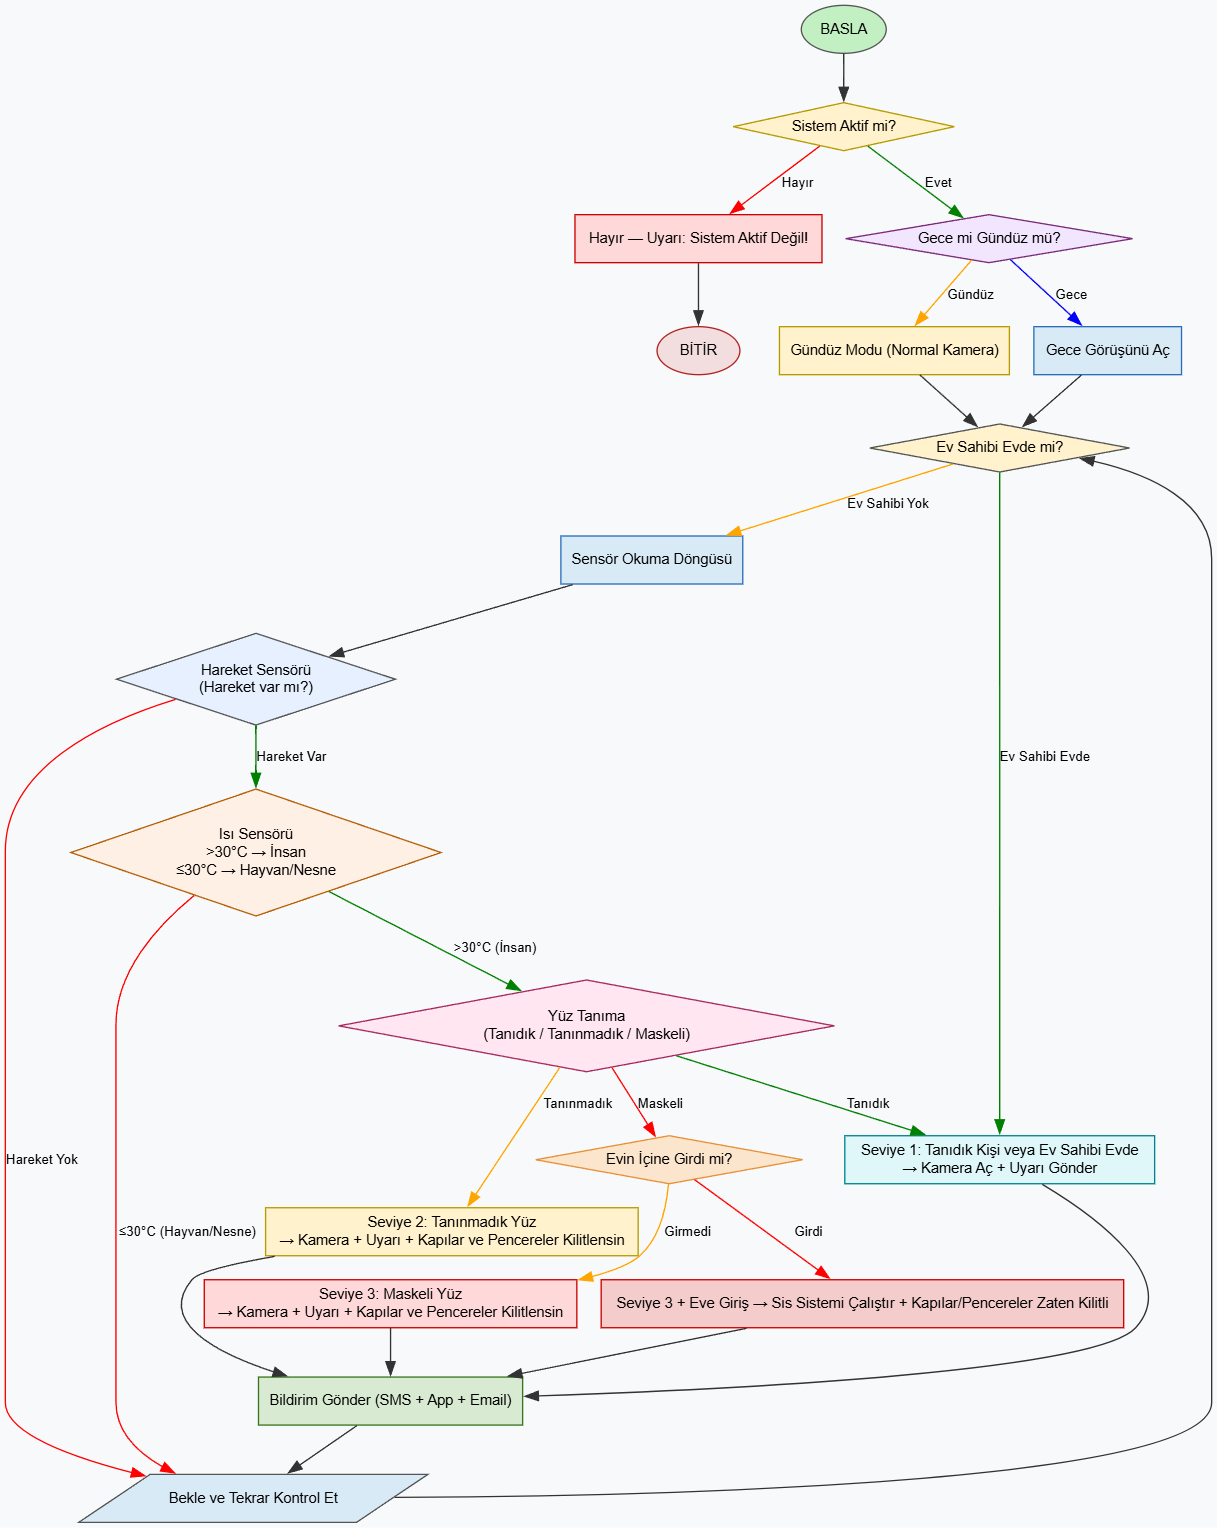 BASLA
Sistem Aktif mi?
Hayır
Evet
Hayır — Uyarı: Sistem Aktif Değil!
Gece mi Gündüz mü?
Gündüz
Gece
BİTİR
Gündüz Modu (Normal Kamera)
Gece Görüşünü Aç
Ev Sahibi Evde mi?
Ev Sahibi Yok
Sensör Okuma Döngüsü
Hareket Sensörü
(Hareket var mı?)
Hareket Var
Ev Sahibi Evde
Isı Sensörü
>30°C → İnsan
≤30°C → Hayvan/Nesne
>30°C (İnsan)
Yüz Tanıma
(Tanıdık / Tanınmadık / Maskeli)
Tanınmadık
Maskeli
Tanıdık
Hareket Yok
Evin İçine Girdi mi?
Seviye 1: Tanıdık Kişi veya Ev Sahibi Evde
→ Kamera Aç + Uyarı Gönder
≤30°C (Hayvan/Nesne)
Seviye 2: Tanınmadık Yüz
→ Kamera + Uyarı + Kapılar ve Pencereler Kilitlensin
Girmedi
Girdi
Seviye 3: Maskeli Yüz
→ Kamera + Uyarı + Kapılar ve Pencereler Kilitlensin
Seviye 3 + Eve Giriş → Sis Sistemi Çalıştır + Kapılar/Pencereler Zaten Kilitli
Bildirim Gönder (SMS + App + Email)
Bekle ve Tekrar Kontrol Et